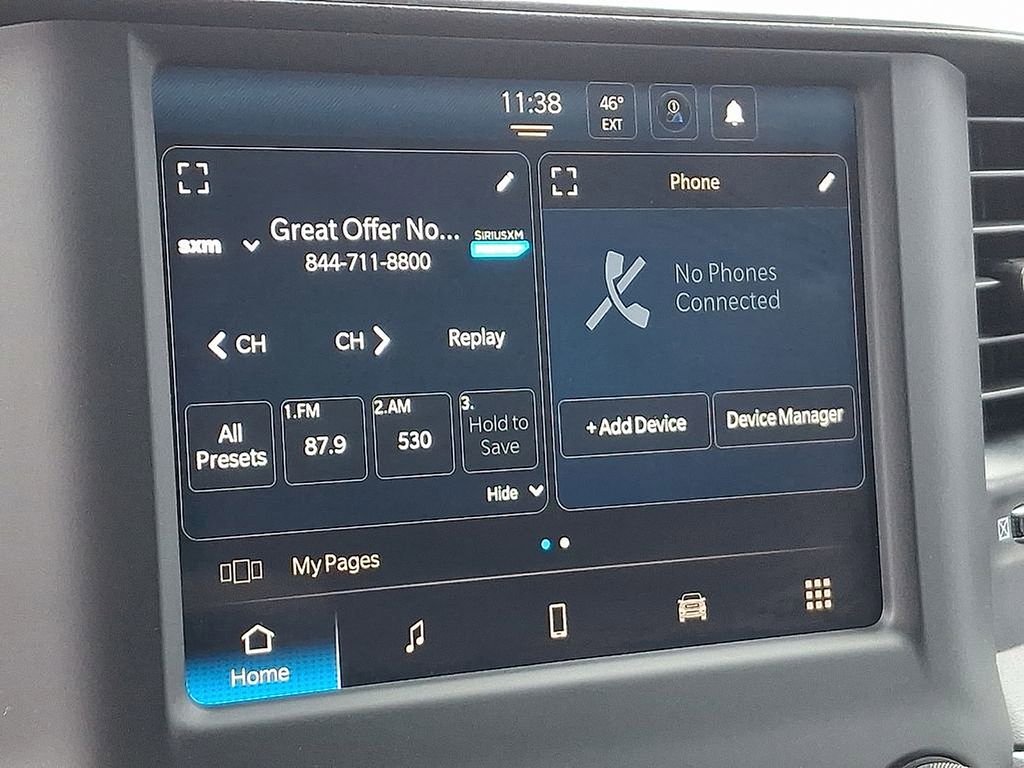 11:38
46°
EXT
sxm
Great Offer No...
844-711-8800
SIRIUSXM
< CH
CH >
Replay
All
Presets
1.FM
87.9
2.AM
530
3.
Hold to
Save
Hide
Phone
No Phones
Connected
+ Add Device
Device Manager
My Pages
Home